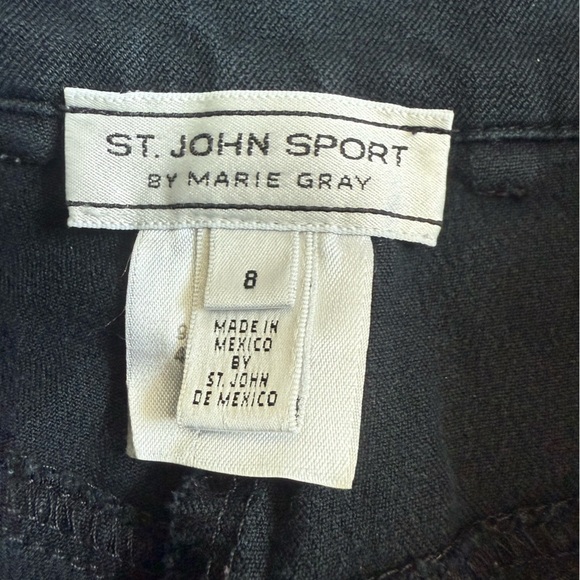 ST. JOHN SPORT
BY MARIE GRAY
8
MADE IN
MEXICO
BY
ST. JOHN
DE MEXICO